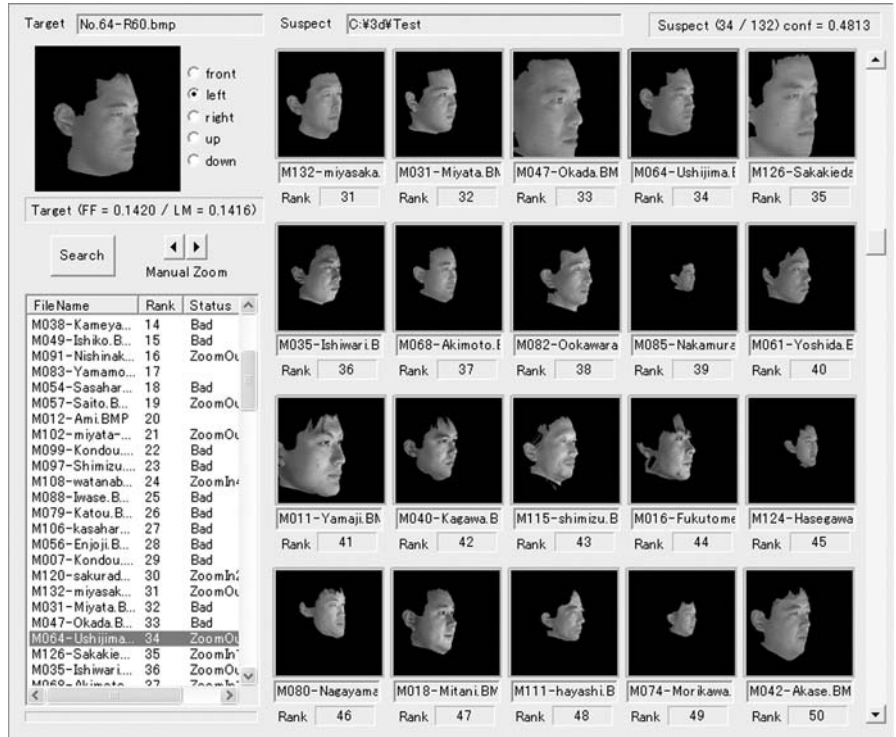 Target No.64-R60.bmp Suspect C:¥3d¥Test Suspect (34 / 132) conf = 0.4813
front
left
right
up
down
Target (FF = 0.1420 / LM = 0.1416)
Search
Manual Zoom
FileName Rank Status
M038-Kameya... 14 Bad
M049-Ishiko.B... 15 Bad
M091-Nishinak... 16 ZoomOu
M083-Yamamo... 17
M054-Sasahar... 18 Bad
M057-Saito.B... 19 ZoomOu
M012-Ami.BMP 20
M102-miyata-... 21 ZoomOu
M099-Kondou.... 22 Bad
M097-Shimizu.... 23 Bad
M108-watanab... 24 ZoomIn4
M088-Iwase.B... 25 Bad
M079-Katou.B... 26 Bad
M106-kasahar... 27 Bad
M056-Enjoji.B... 28 Bad
M007-Kondou.... 29 Bad
M120-sakurad... 30 ZoomIn2
M132-miyasak... 31 ZoomOu
M031-Miyata.B... 32 Bad
M047-Okada.B... 33 Bad
M064-Ushijima... 34 ZoomOu
M126-Sakakie... 35 ZoomIn1
M035-Ishiwari.... 36 ZoomOu
M068-Akimoto... 37
M132-miyasaka. M031-Miyata.BM M047-Okada.BM M064-Ushijima.B M126-Sakakieda
Rank 31 Rank 32 Rank 33 Rank 34 Rank 35
M035-Ishiwari.B M068-Akimoto.B M082-Ookawara M085-Nakamura M061-Yoshida.B
Rank 36 Rank 37 Rank 38 Rank 39 Rank 40
M011-Yamaji.BM M040-Kagawa.B M115-shimizu.B M016-Fukutome M124-Hasegawa
Rank 41 Rank 42 Rank 43 Rank 44 Rank 45
M080-Nagayama M018-Mitani.BM M111-hayashi.B M074-Morikawa. M042-Akase.BM
Rank 46 Rank 47 Rank 48 Rank 49 Rank 50